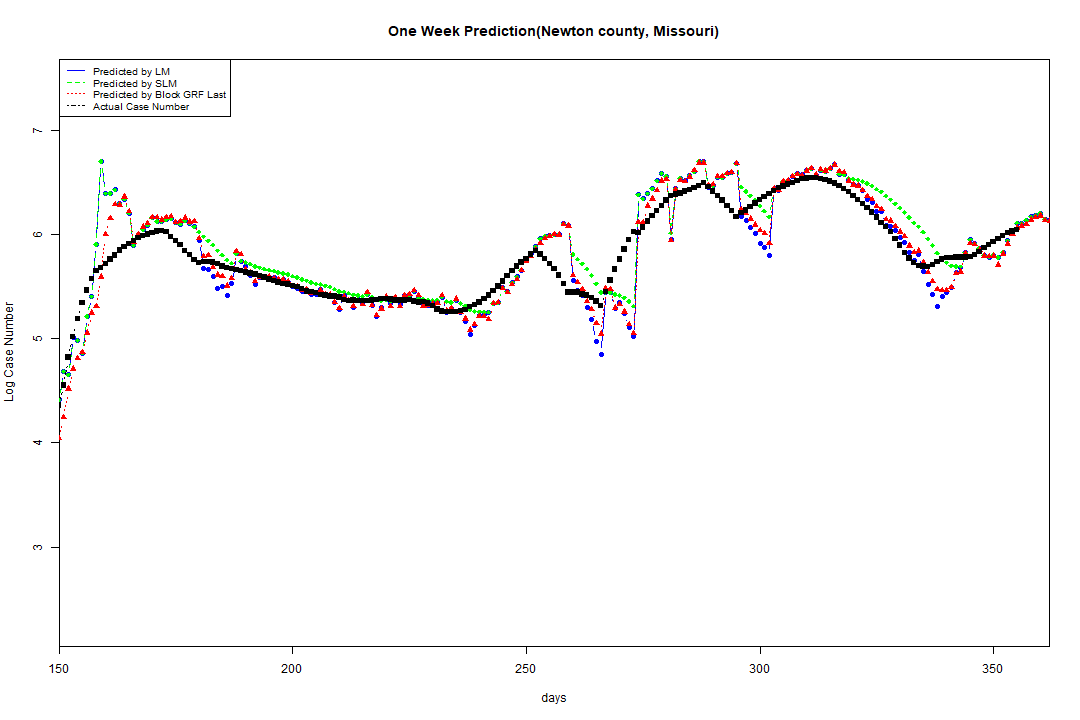 One Week Prediction(Newton county, Missouri)
Predicted by LM
Predicted by SLM
Predicted by Block GRF Last
Actual Case Number
7
6
5
4
3
Log Case Number
150 200 250 300 350
days